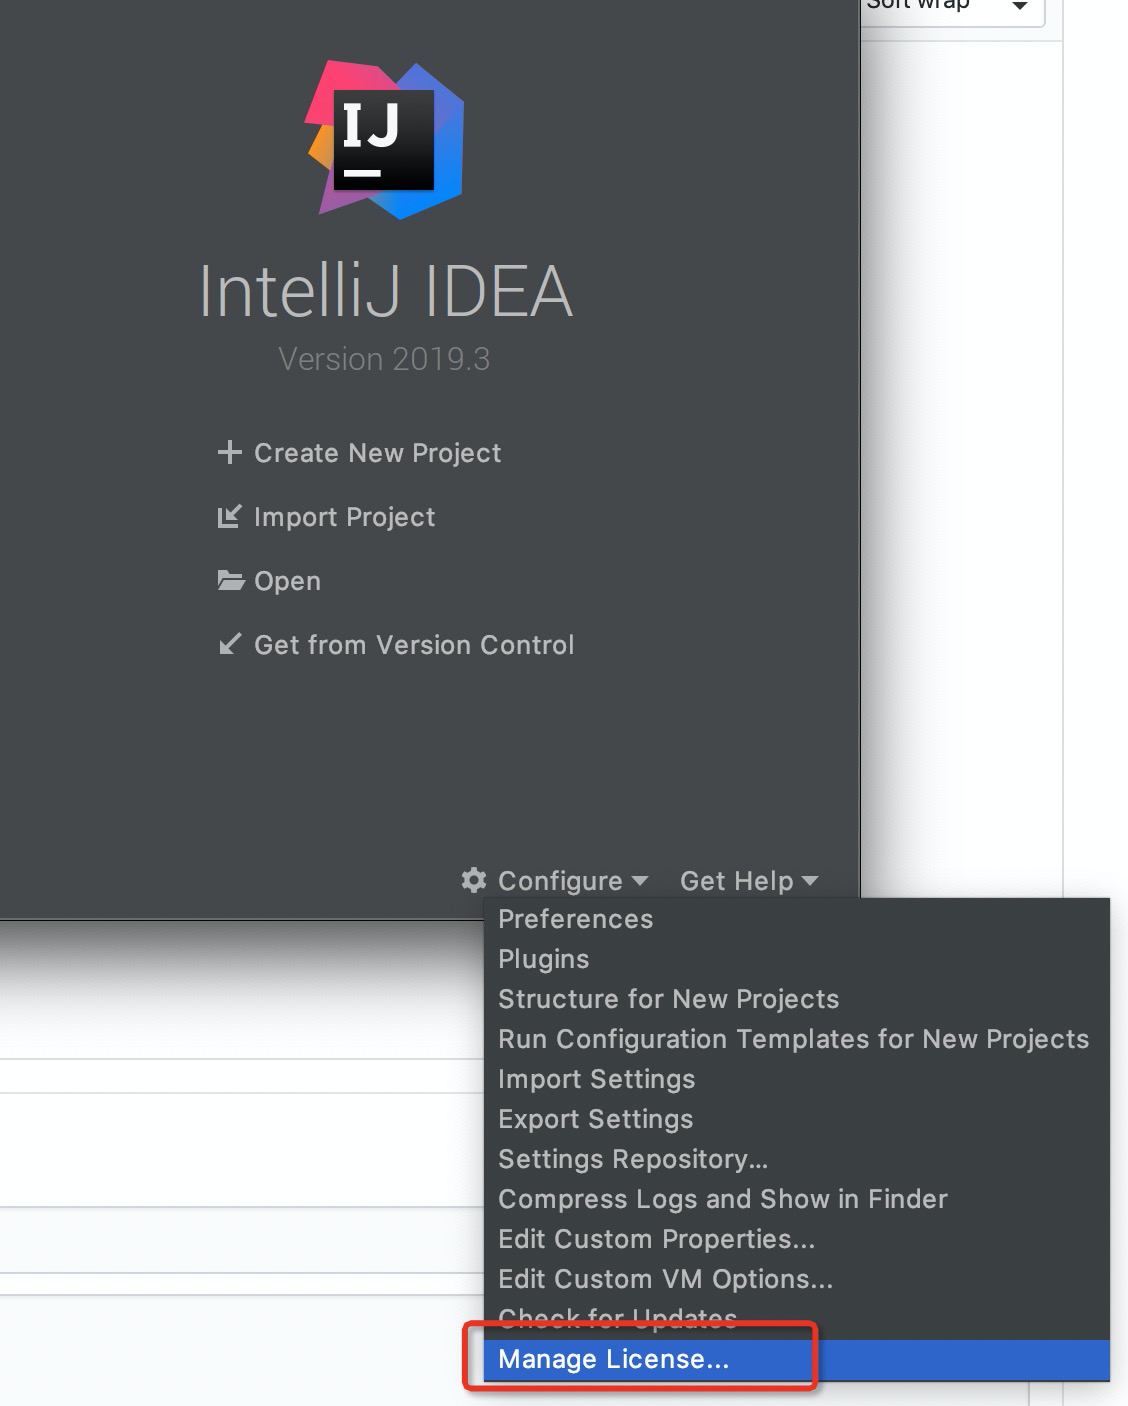 Soft wrap
IJ
IntelliJ IDEA
Version 2019.3
Create New Project
Import Project
Open
Get from Version Control
Configure Get Help
Preferences
Plugins
Structure for New Projects
Run Configuration Templates for New Projects
Import Settings
Export Settings
Settings Repository...
Compress Logs and Show in Finder
Edit Custom Properties...
Edit Custom VM Options...
Check for Updates
Manage License...